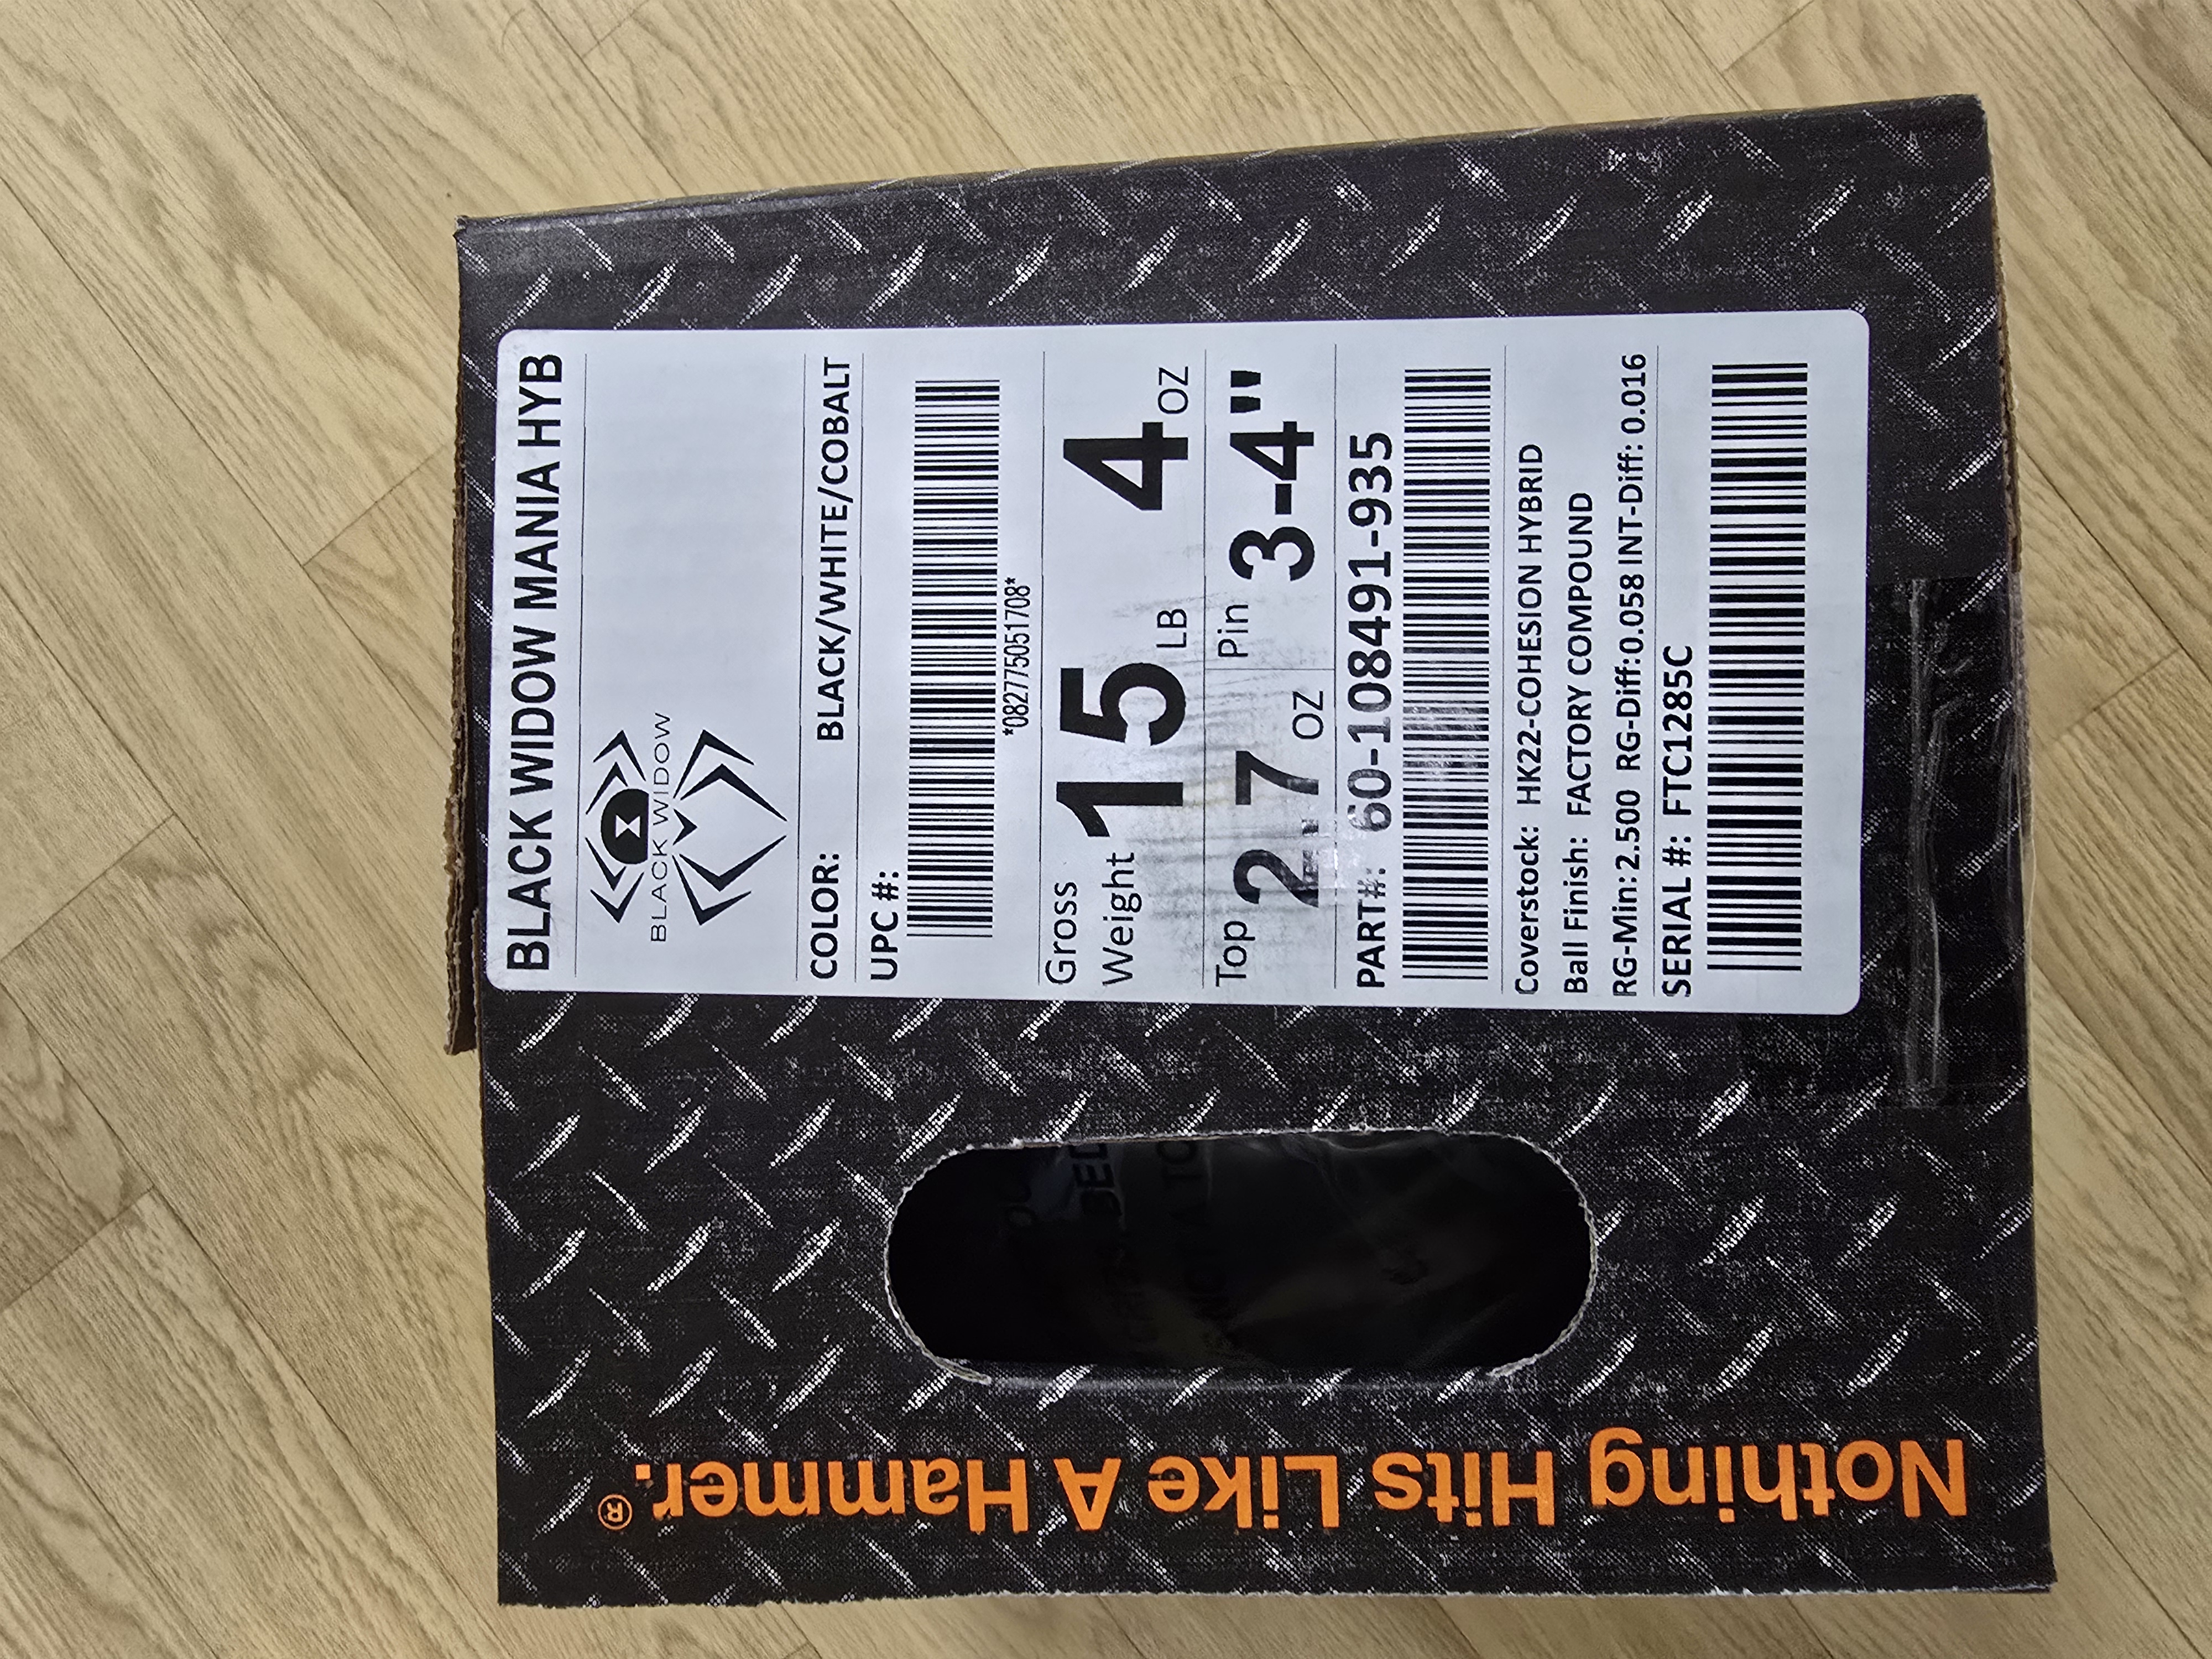 BLACK WIDOW MANIA HYB
BLACK WIDOW
COLOR: BLACK/WHITE/COBALT
UPC #:
*082775051708*
Gross Weight 15 LB 4 OZ
Top 2.7 OZ Pin 3-4"
PART#: 60-108491-935
Coverstock: HK22-COHESION HYBRID
Ball Finish: FACTORY COMPOUND
RG-Min: 2.500 RG-Diff:0.058 INT-Diff: 0.016
SERIAL #: FTC1285C
Nothing Hits Like A Hammer.®